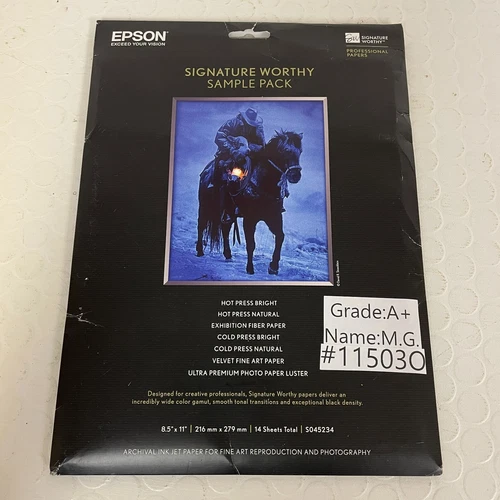 EPSON
EXCEED YOUR VISION
SIGNATURE
WORTHY
PROFESSIONAL
PAPERS
SIGNATURE WORTHY
SAMPLE PACK
HOT PRESS BRIGHT
HOT PRESS NATURAL
EXHIBITION FIBER PAPER
COLD PRESS BRIGHT
COLD PRESS NATURAL
VELVET FINE ART PAPER
ULTRA PREMIUM PHOTO PAPER LUSTER
Grade:A+
Name:M.G.
#115030
Designed for creative professionals, Signature Worthy papers deliver an
incredibly wide color gamut, smooth tonal transitions and exceptional black density.
8.5" x 11" | 216 mm x 279 mm | 14 Sheets Total | S045234
ARCHIVAL INK JET PAPER FOR FINE ART REPRODUCTION AND PHOTOGRAPHY